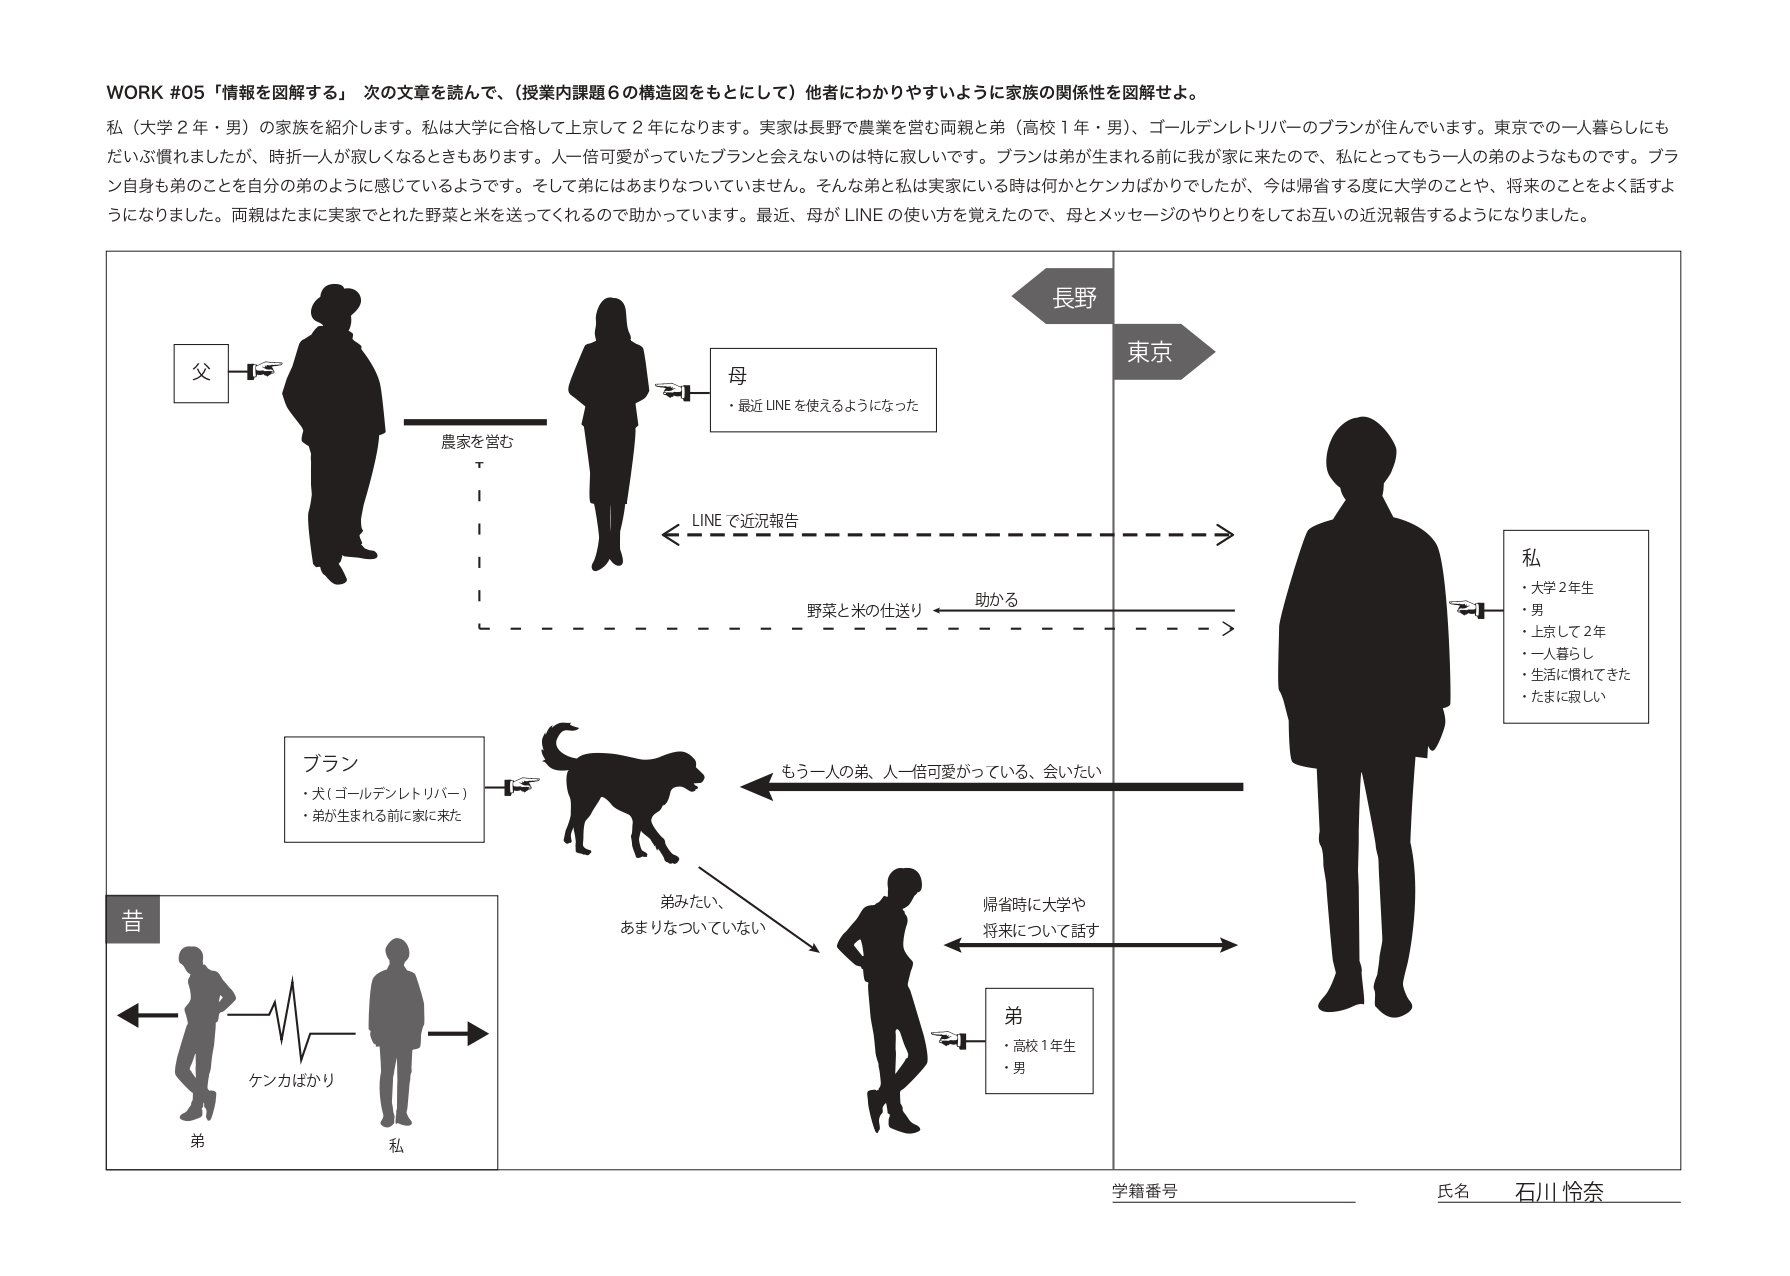 WORK #05「情報を図解する」 次の文章を読んで、（授業内課題６の構造図をもとにして）他者にわかりやすいように家族の関係性を図解せよ。
私（大学２年・男）の家族を紹介します。私は大学に合格して上京して２年になります。実家は長野で農業を営む両親と弟（高校１年・男）、ゴールデンレトリバーのブランが住んでいます。東京での一人暮らしにも
だいぶ慣れましたが、時折一人が寂しくなるときもあります。人一倍可愛がっていたブランと会えないのは特に寂しいです。ブランは弟が生まれる前に我が家に来たので、私にとってもう一人の弟のようなものです。ブラ
ン自身も弟のことを自分の弟のように感じているようです。そして弟にはあまりなついていません。そんな弟と私は実家にいる時は何かとケンカばかりでしたが、今は帰省する度に大学のことや、将来のことをよく話すよ
うになりました。両親はたまに実家でとれた野菜と米を送ってくれるので助かっています。最近、母が LINE の使い方を覚えたので、母とメッセージのやりとりをしてお互いの近況報告するようになりました。
長野
東京
父
母
・最近 LINE を使えるようになった
農家を営む
LINE で近況報告
助かる
野菜と米の仕送り
私
・大学２年生
・男
・上京して２年
・一人暮らし
・生活に慣れてきた
・たまに寂しい
ブラン
・犬(ゴールデンレトリバー)
・弟が生まれる前に家に来た
もう一人の弟、人一倍可愛がっている、会いたい
弟みたい、
あまりなついていない
帰省時に大学や
将来について話す
弟
・高校１年生
・男
昔
ケンカばかり
弟
私
学籍番号
氏名 石川 怜奈